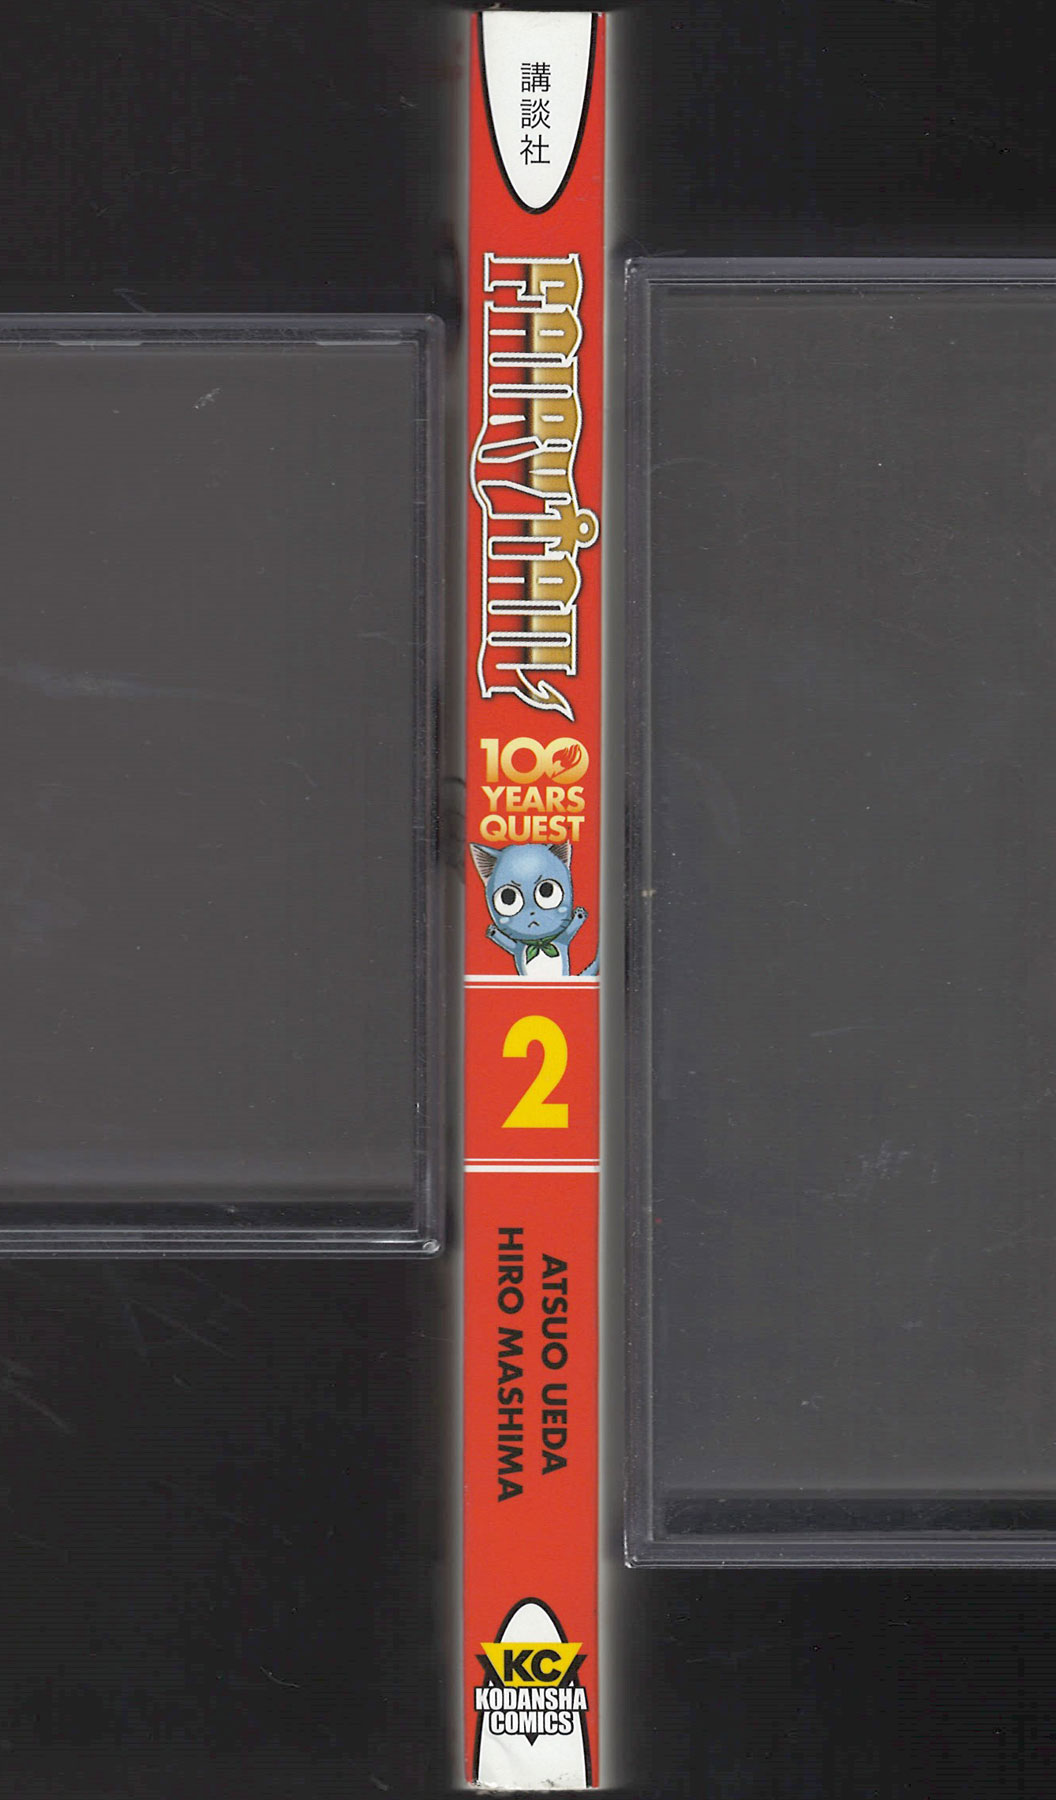 講談社
FAIRY TAIL
100
YEARS
QUEST
2
ATSUO UEDA
HIRO MASHIMA
KC
KODANSHA
COMICS